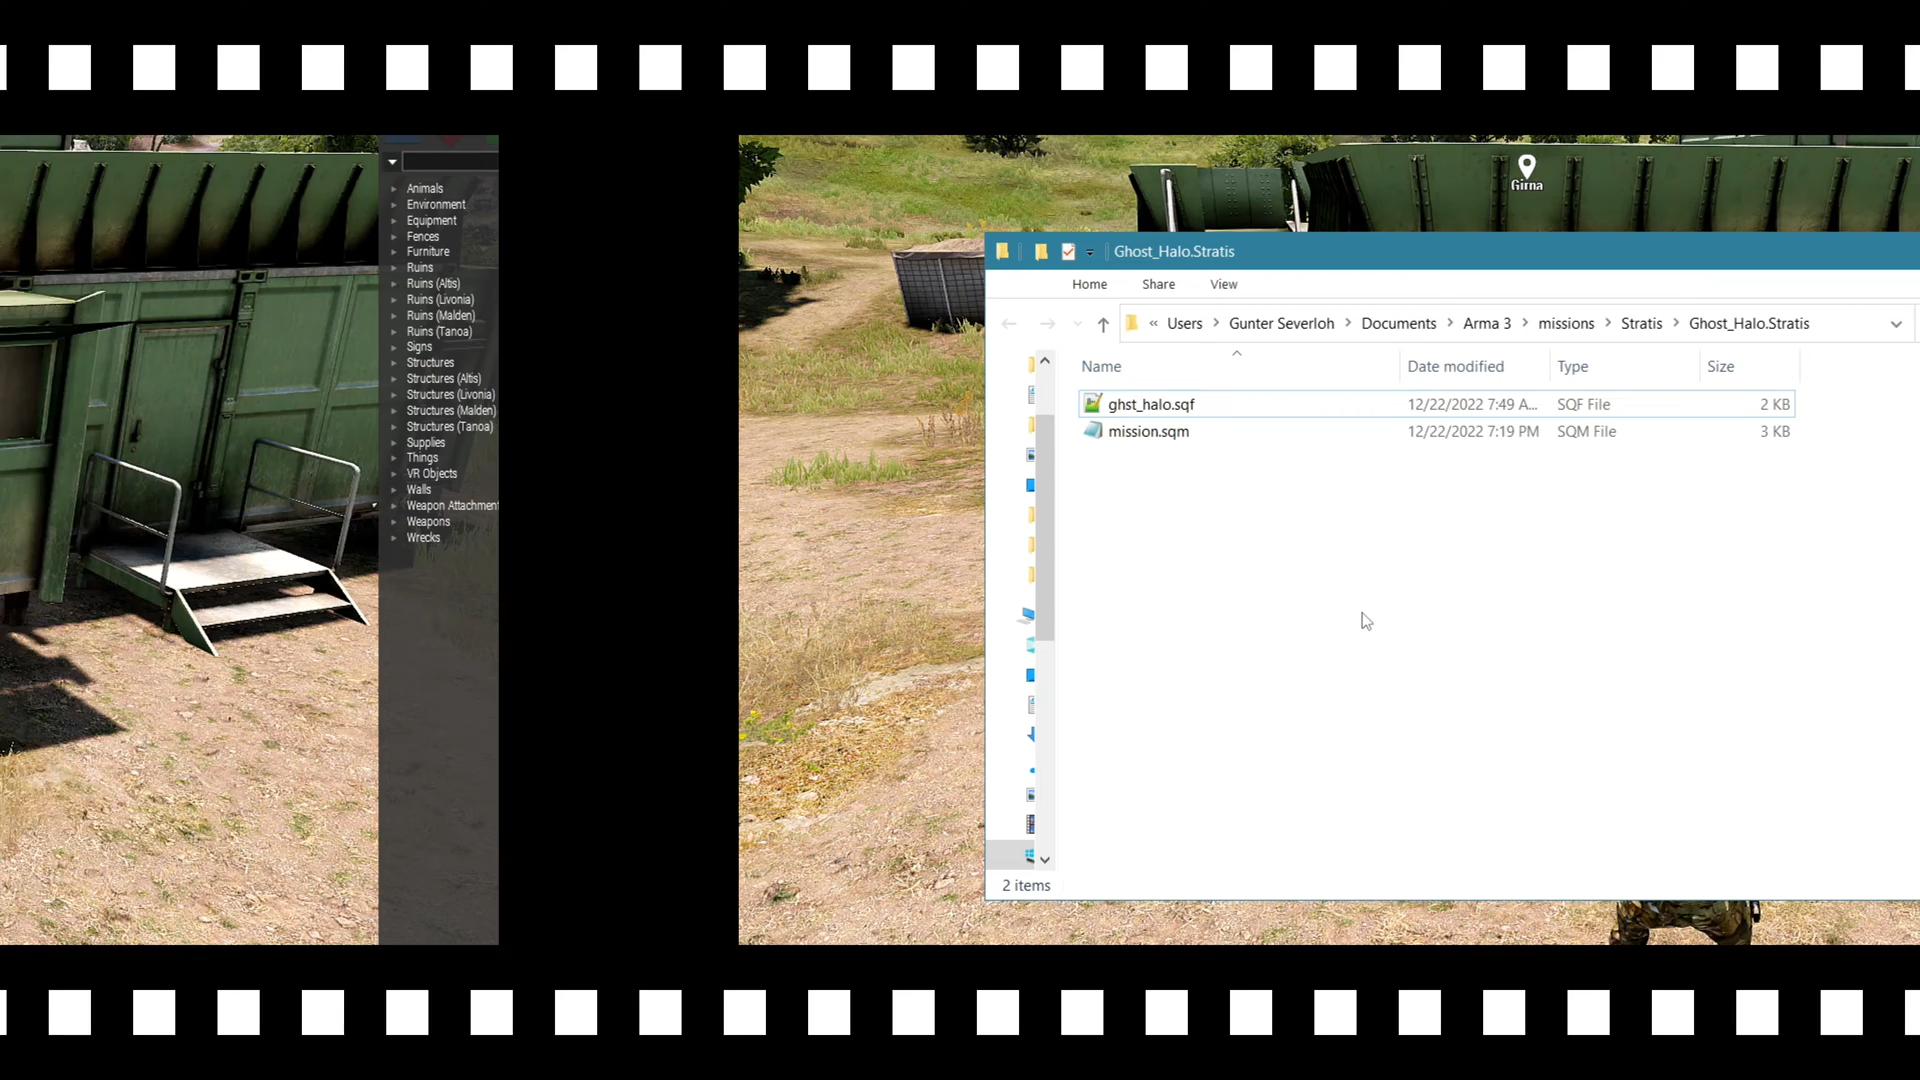 Animals
Environment
Equipment
Fences
Furniture
Ruins
Ruins (Altis)
Ruins (Livonia)
Ruins (Malden)
Ruins (Tanoa)
Signs
Structures
Structures (Altis)
Structures (Livonia)
Structures (Malden)
Structures (Tanoa)
Supplies
Things
VR Objects
Walls
Weapon Attachment
Weapons
Wrecks
Girna
Ghost_Halo.Stratis
Home Share View
« Users > Gunter Severloh > Documents > Arma 3 > missions > Stratis > Ghost_Halo.Stratis
Name Date modified Type Size
ghst_halo.sqf 12/22/2022 7:49 A... SQF File 2 KB
mission.sqm 12/22/2022 7:19 PM SQM File 3 KB
2 items